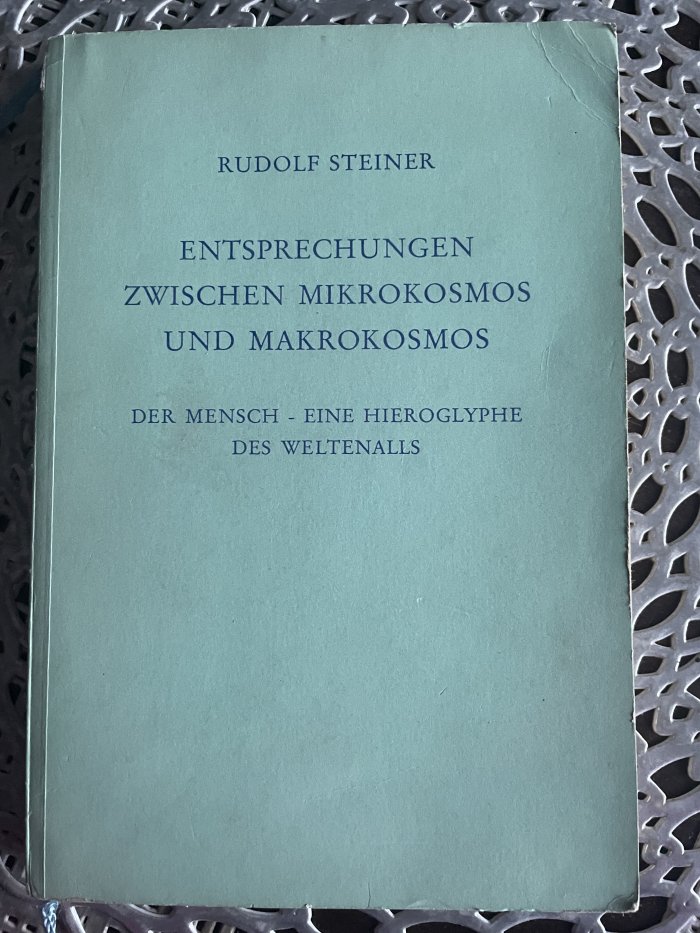 RUDOLF STEINER
ENTSPRECHUNGEN
ZWISCHEN MIKROKOSMOS
UND MAKROKOSMOS
DER MENSCH - EINE HIEROGLYPHE
DES WELTENALLS